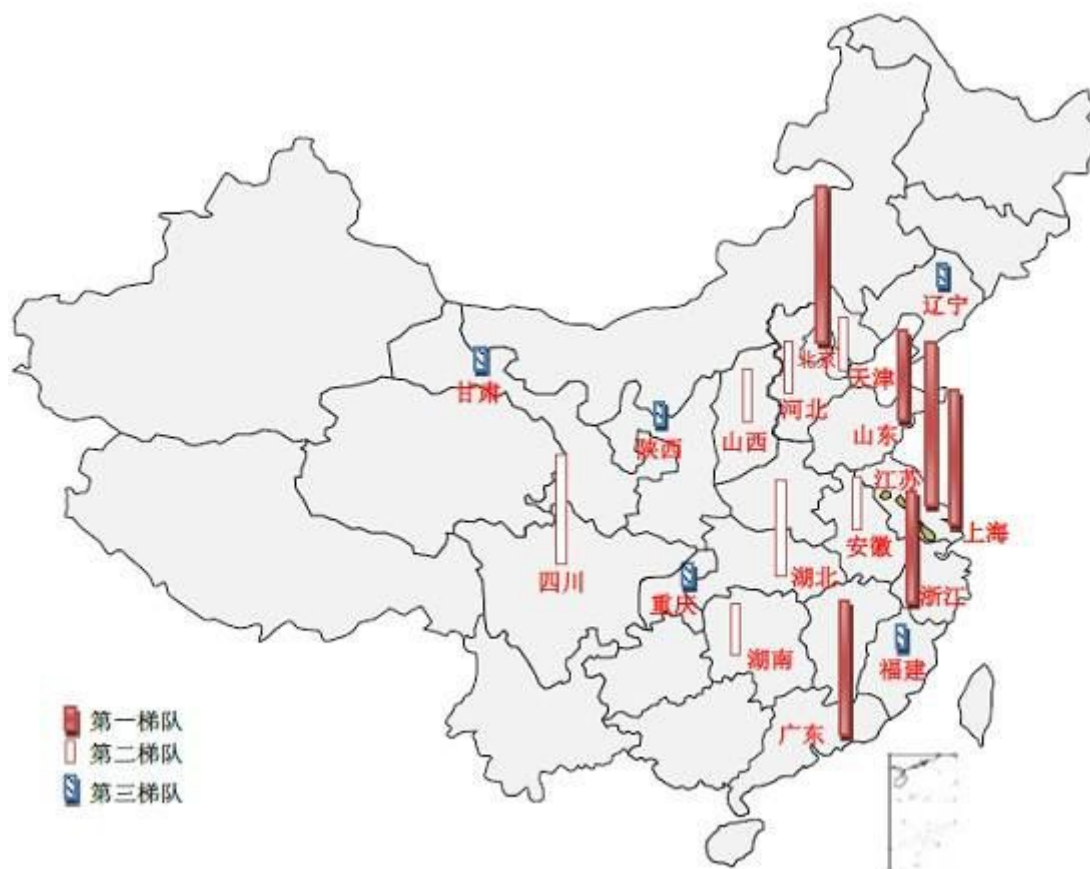 辽宁
北京
甘肃
天津
河北
陕西
山西
山东
江苏
上海
安徽
四川
湖北
重庆
浙江
湖南
福建
广东
第一梯队
第二梯队
第三梯队